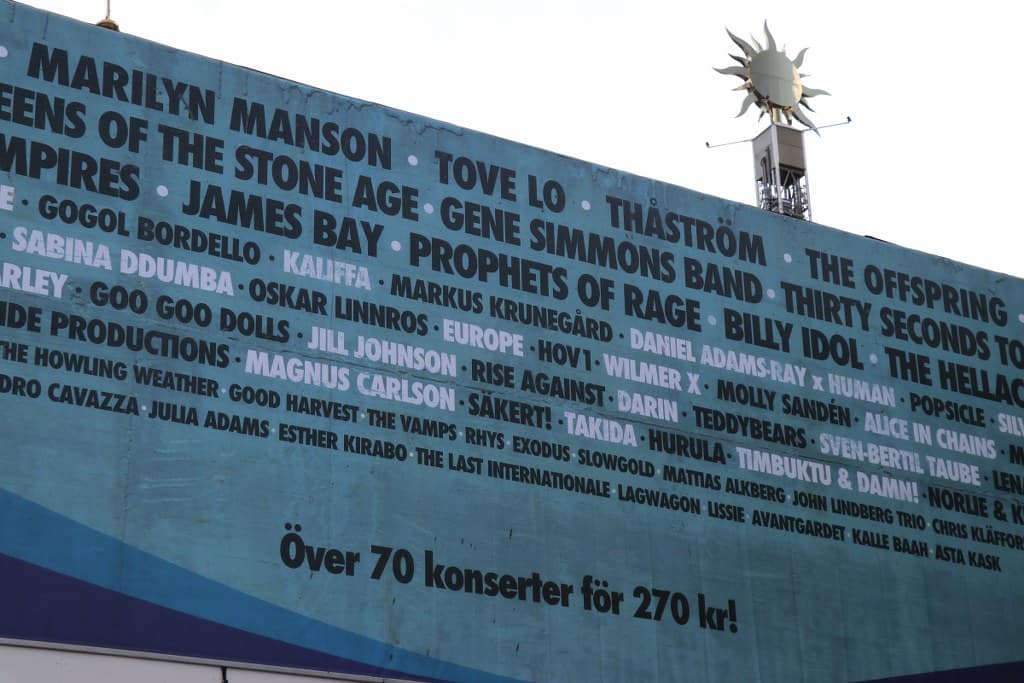 · MARILYN MANSON · TOVE LO · THÅSTRÖM · THE OFFSPRING ·
EENS OF THE STONE AGE · GENE SIMMONS BAND · THIRTY SECONDS TO
MPIRES · JAMES BAY · PROPHETS OF RAGE · BILLY IDOL · THE HELLAC
E · GOGOL BORDELLO · KALIFFA · MARKUS KRUNEGÅRD · DANIEL ADAMS-RAY x HUMAN · POPSICLE · SIL
· SABINA DDUMBA · OSKAR LINNROS · EUROPE · HOV1 · WILMER X · MOLLY SANDÉN · ALICE IN CHAINS · M
ARLEY · GOO GOO DOLLS · JILL JOHNSON · RISE AGAINST · DARIN · TEDDYBEARS · SVEN-BERTIL TAUBE · LENA
IDE PRODUCTIONS · MAGNUS CARLSON · SÄKERT! · TAKIDA · HURULA · TIMBUKTU & DAMN! · NORLIE & K
THE HOWLING WEATHER · GOOD HARVEST · THE VAMPS · RHYS · EXODUS · SLOWGOLD · MATTIAS ALKBERG · JOHN LINDBERG TRIO · CHRIS KLÄFFOR
DRO CAVAZZA · JULIA ADAMS · ESTHER KIRABO · THE LAST INTERNATIONALE · LAGWAGON · LISSIE · AVANTGARDET · KALLE BAAH · ASTA KASK
Över 70 konserter för 270 kr!